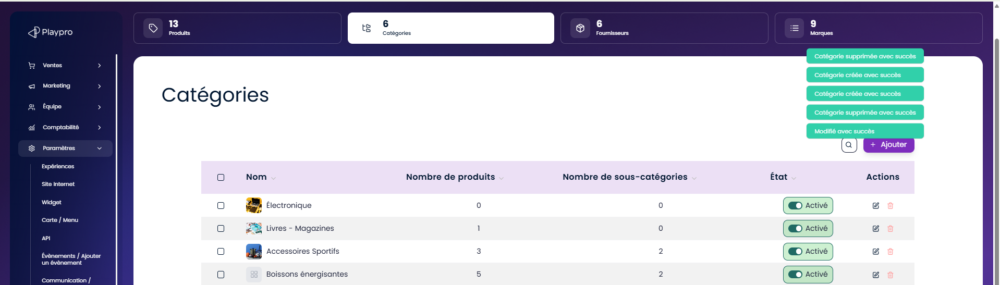 Playpro
Ventes
Marketing
Équipe
Comptabilité
Paramètres
Expériences
Site Internet
Widget
Carte / Menu
API
Évènements / Ajouter
un évènement
Communication /
13
Produits
6
Catégories
6
Fournisseurs
9
Marques
Catégorie supprimée avec succès
Catégorie créée avec succès
Catégorie créée avec succès
Catégorie supprimée avec succès
Modifié avec succès
Catégories
+ Ajouter
Nom Nombre de produits Nombre de sous-catégories État Actions
Électronique 0 0 Activé
Livres - Magazines 1 0 Activé
Accessoires Sportifs 3 2 Activé
Boissons énergisantes 5 2 Activé